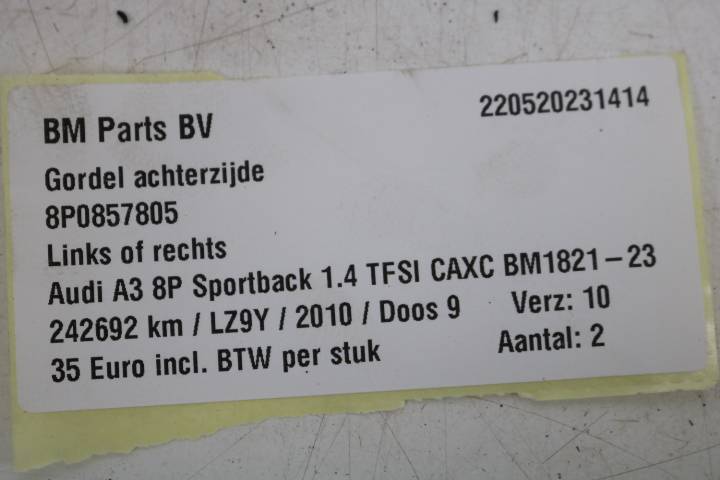 BM Parts BV 220520231414
Gordel achterzijde
8P0857805
Links of rechts
Audi A3 8P Sportback 1.4 TFSI CAXC BM1821-23
242692 km / LZ9Y / 2010 / Doos 9 Verz: 10
35 Euro incl. BTW per stuk Aantal: 2